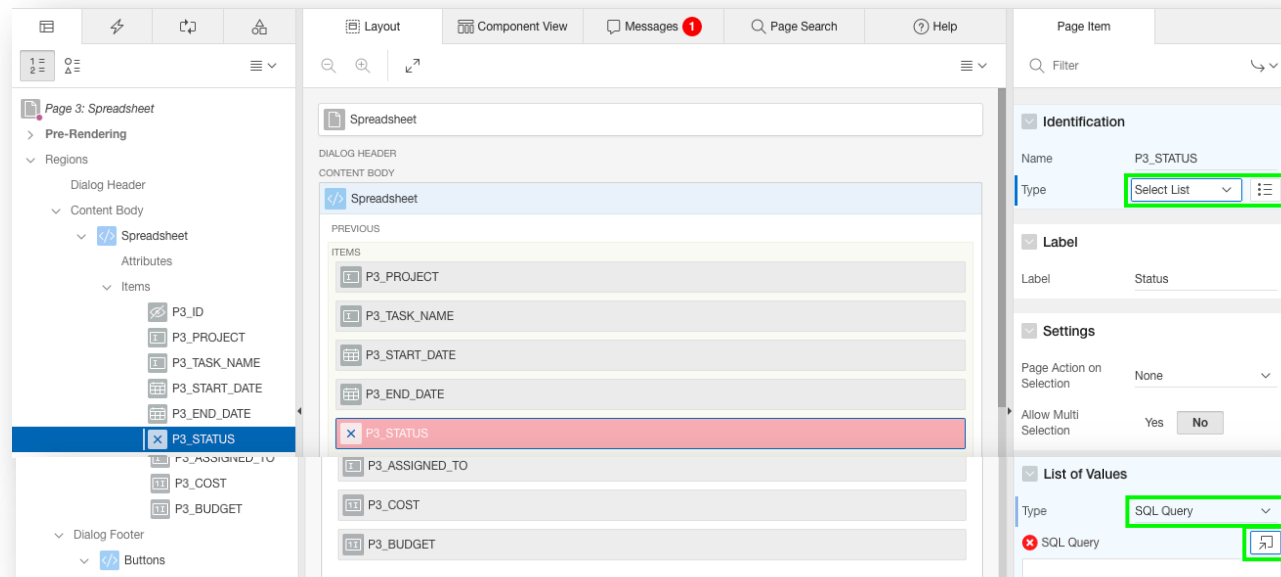 Layout
Component View
Messages 1
Page Search
? Help
Page Item
Filter
Page 3: Spreadsheet
Pre-Rendering
Regions
Dialog Header
Content Body
Spreadsheet
Attributes
Items
P3_ID
P3_PROJECT
P3_TASK_NAME
P3_START_DATE
P3_END_DATE
P3_STATUS
P3_ASSIGNED_TO
P3_COST
P3_BUDGET
Dialog Footer
Buttons
Spreadsheet
DIALOG HEADER
CONTENT BODY
Spreadsheet
PREVIOUS
ITEMS
P3_PROJECT
P3_TASK_NAME
P3_START_DATE
P3_END_DATE
P3_STATUS
P3_ASSIGNED_TO
P3_COST
P3_BUDGET
Identification
Name P3_STATUS
Type Select List
Label
Label Status
Settings
Page Action on
Selection None
Allow Multi
Selection Yes No
List of Values
Type SQL Query
SQL Query